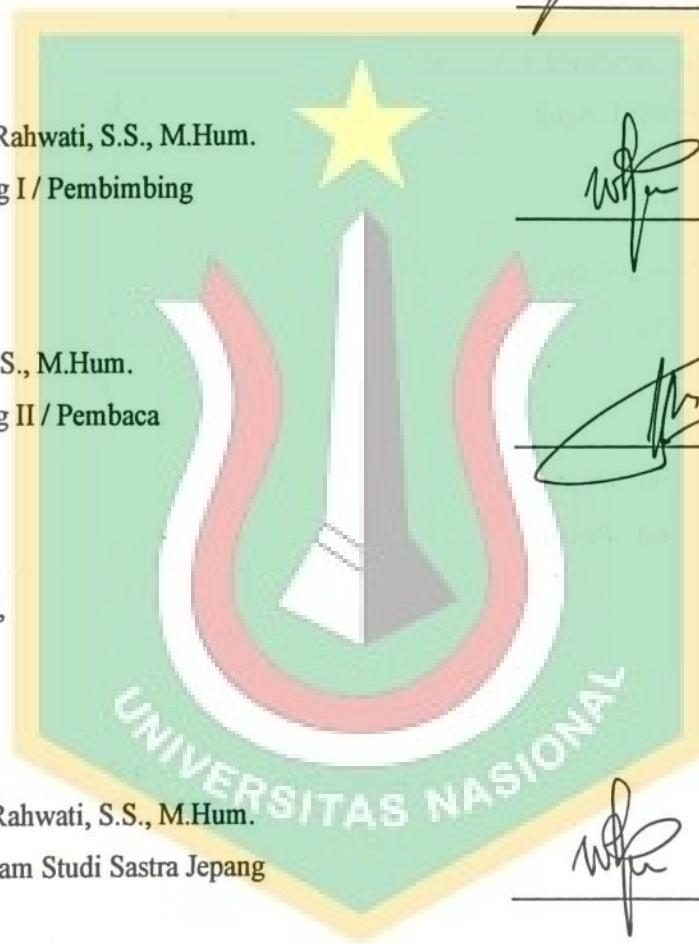 Rahwati, S.S., M.Hum.
g I / Pembimbing
S., M.Hum.
g II / Pembaca
,
UNIVERSITAS NASIONAL
Rahwati, S.S., M.Hum.
am Studi Sastra Jepang